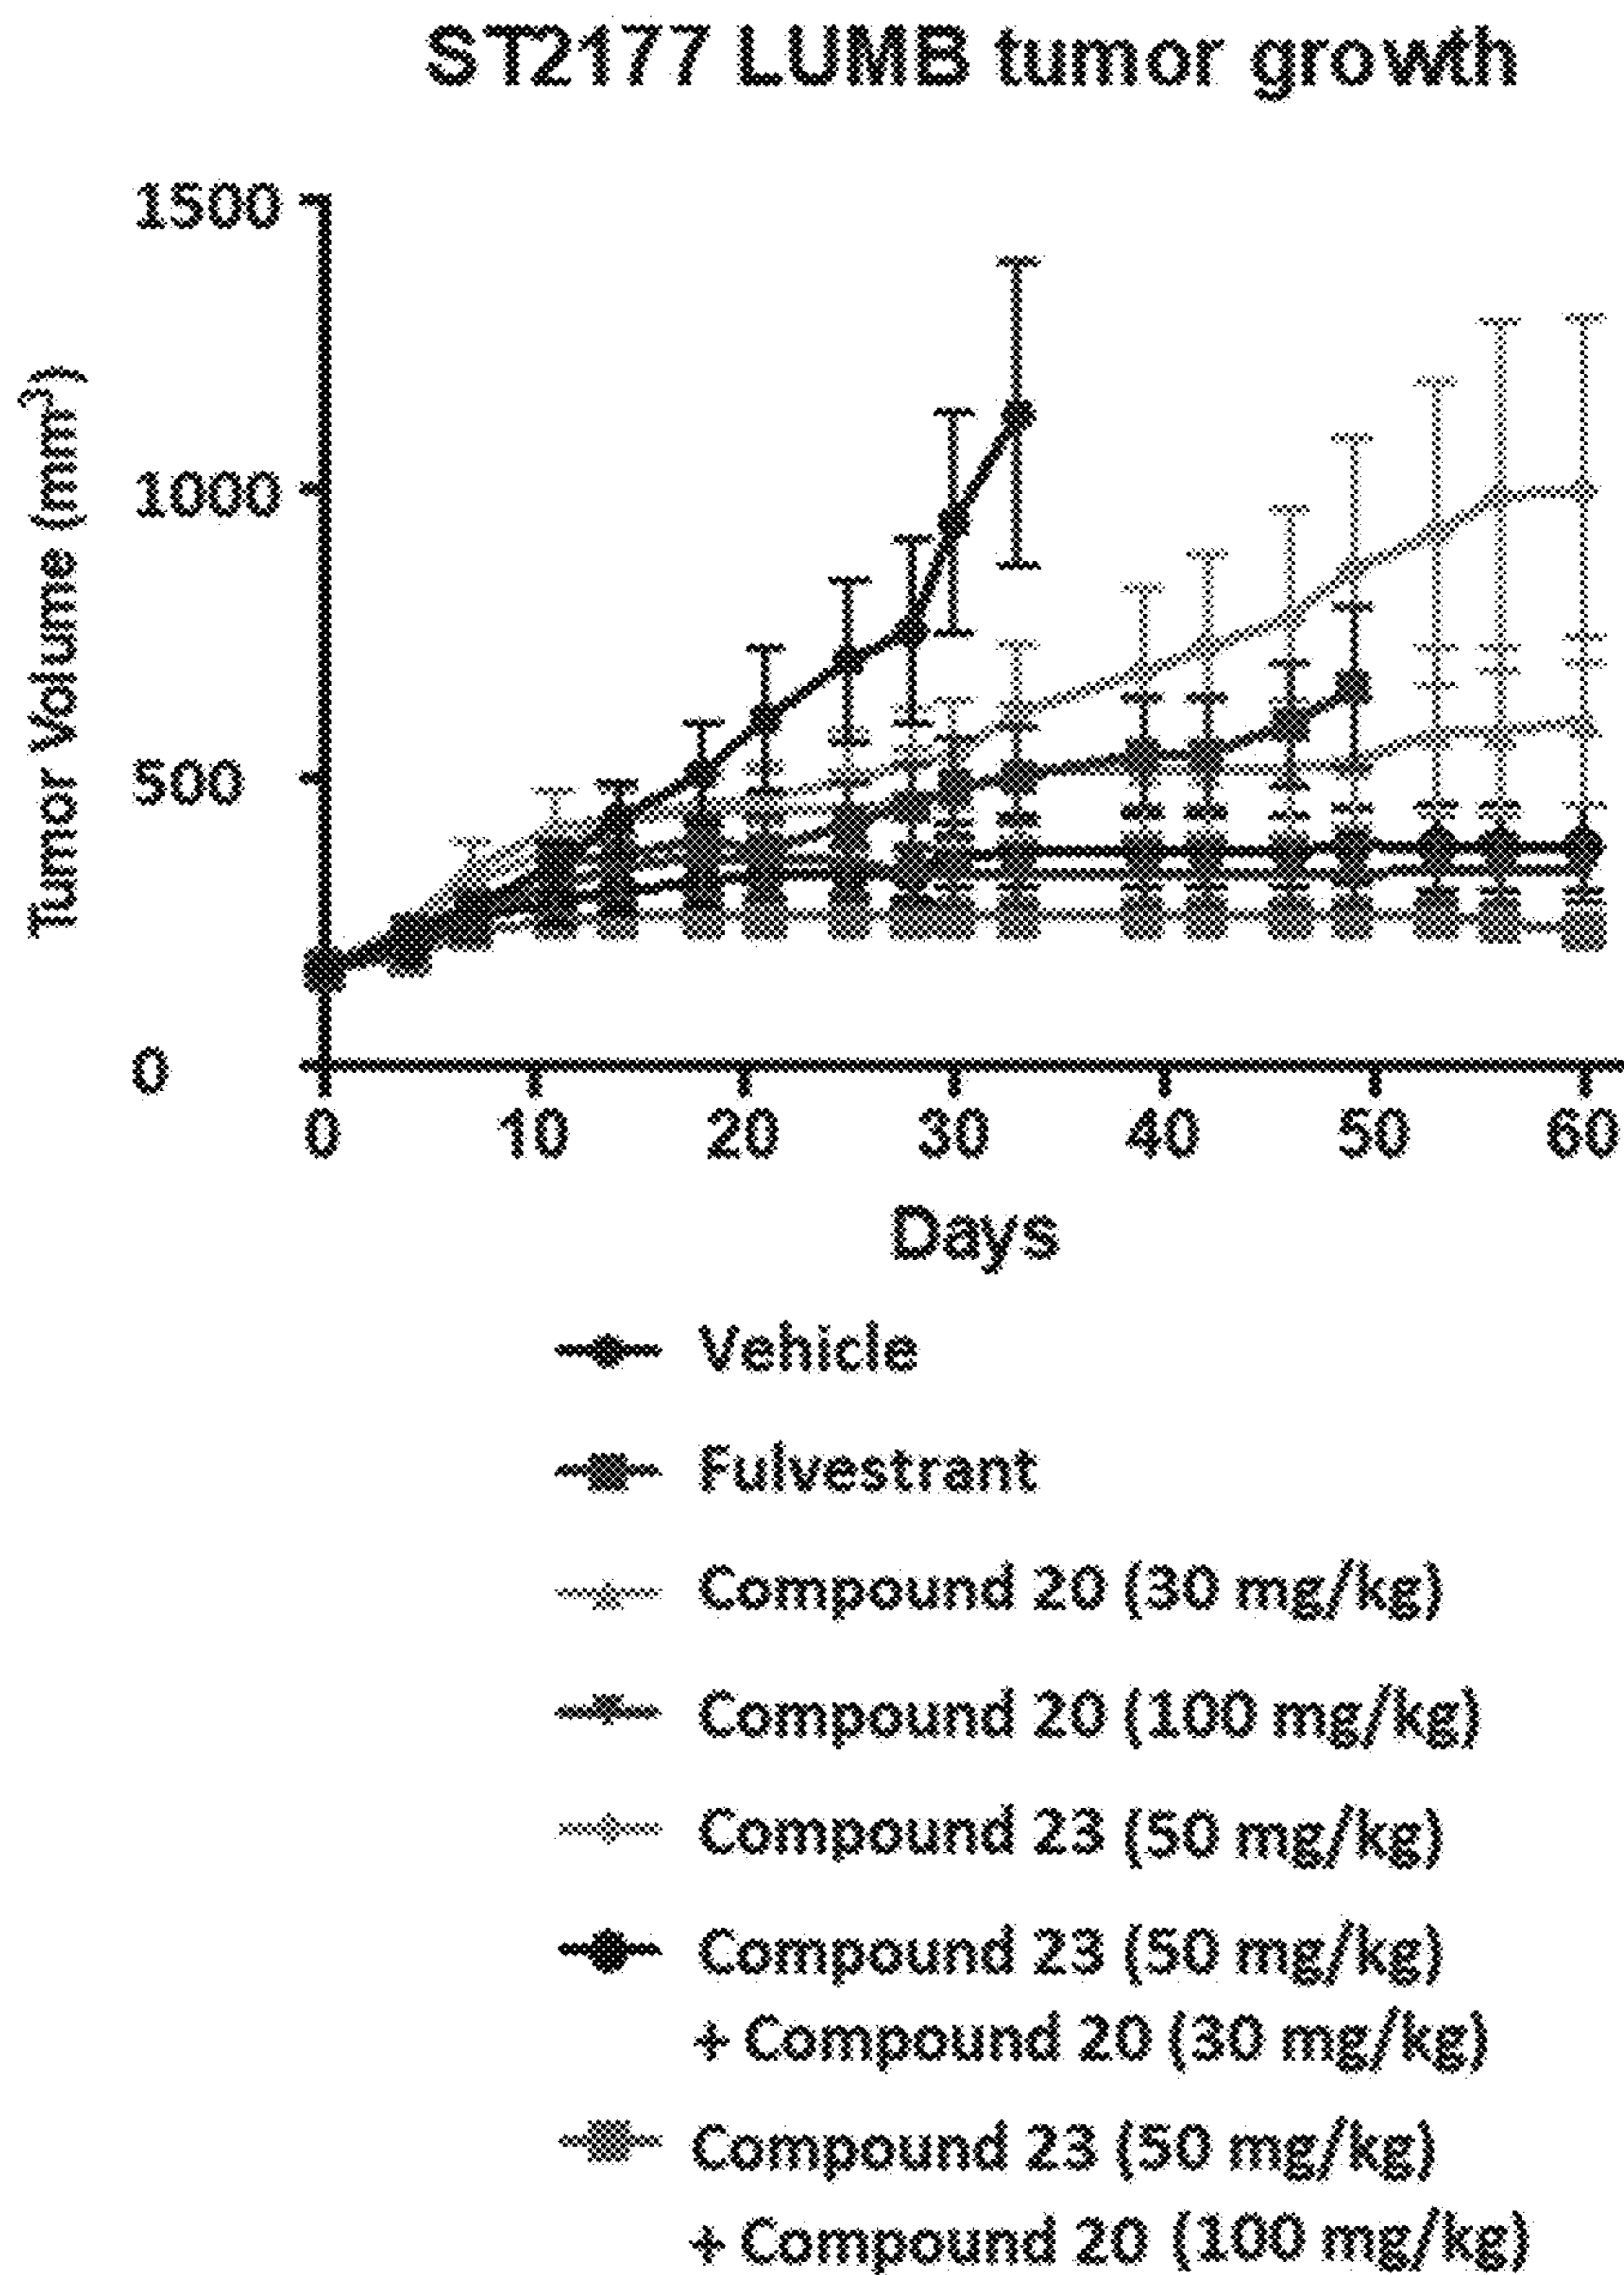 ST2177 LUMB tumor growth
Tumor Volume (mm³)
1500
1000
500
0
0 10 20 30 40 50 60
Days
Vehicle
Fulvestrant
Compound 20 (30 mg/kg)
Compound 20 (100 mg/kg)
Compound 23 (50 mg/kg)
Compound 23 (50 mg/kg)
+ Compound 20 (30 mg/kg)
Compound 23 (50 mg/kg)
+ Compound 20 (100 mg/kg)